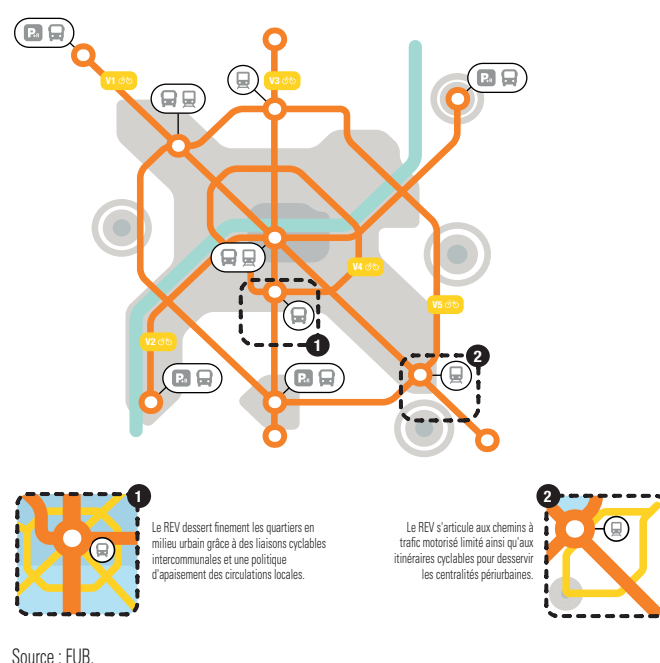 P+R
V1
V3
P+R
V4
V5
V2
1
2
P+R
P+R
1
2
Le REV dessert finement les quartiers en
milieu urbain grâce à des liaisons cyclables
intercommunales et une politique
d'apaisement des circulations locales.
Le REV s'articule aux chemins à
trafic motorisé limité ainsi qu'aux
itinéraires cyclables pour desservir
les centralités périurbaines.
Source : FUB.